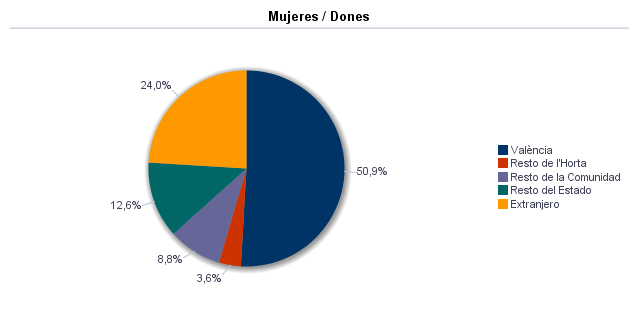 Mujeres / Dones
24,0%
50,9%
12,6%
8,8%
3,6%
València
Resto de l'Horta
Resto de la Comunidad
Resto del Estado
Extranjero